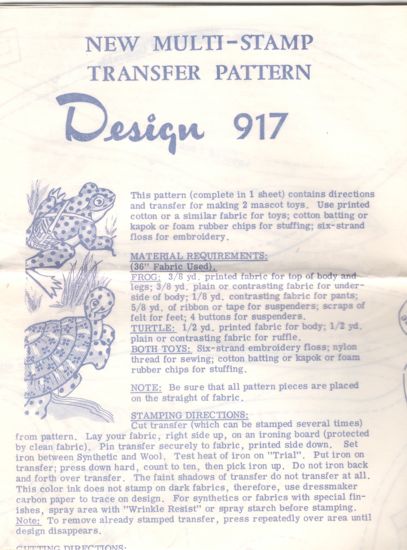 NEW MULTI-STAMP
TRANSFER PATTERN
Design 917
This pattern (complete in 1 sheet) contains directions
and transfer for making 2 mascot toys. Use printed
cotton or a similar fabric for toys; cotton batting or
kapok or foam rubber chips for stuffing; six-strand
floss for embroidery.
MATERIAL REQUIREMENTS:
(36" Fabric Used).
FROG: 3/8 yd. printed fabric for top of body and
legs; 3/8 yd. plain or contrasting fabric for under-
side of body; 1/8 yd. contrasting fabric for pants;
5/8 yd. of ribbon or tape for suspenders; scraps of
felt for feet; 4 buttons for suspenders.
TURTLE: 1/2 yd. printed fabric for body; 1/2 yd.
plain or contrasting fabric for ruffle.
BOTH TOYS: Six-strand embroidery floss; nylon
thread for sewing; cotton batting or kapok or foam
rubber chips for stuffing.
NOTE: Be sure that all pattern pieces are placed
on the straight of fabric.
STAMPING DIRECTIONS:
Cut transfer (which can be stamped several times)
from pattern. Lay your fabric, right side up, on an ironing board (protected
by clean fabric). Pin transfer securely to fabric, printed side down. Set
iron between Synthetic and Wool. Test heat of iron on "Trial". Put iron on
transfer; press down hard, count to ten, then pick iron up. Do not iron back
and forth over transfer. The faint shadows of transfer do not transfer at all.
This color ink does not stamp on dark fabrics, therefore, use dressmaker
carbon paper to trace on design. For synthetics or fabrics with special fin-
ishes, spray area with "Wrinkle Resist" or spray starch before stamping.
Note: To remove already stamped transfer, press repeatedly over area until
design disappears.
CUTTING DIRECTIONS: